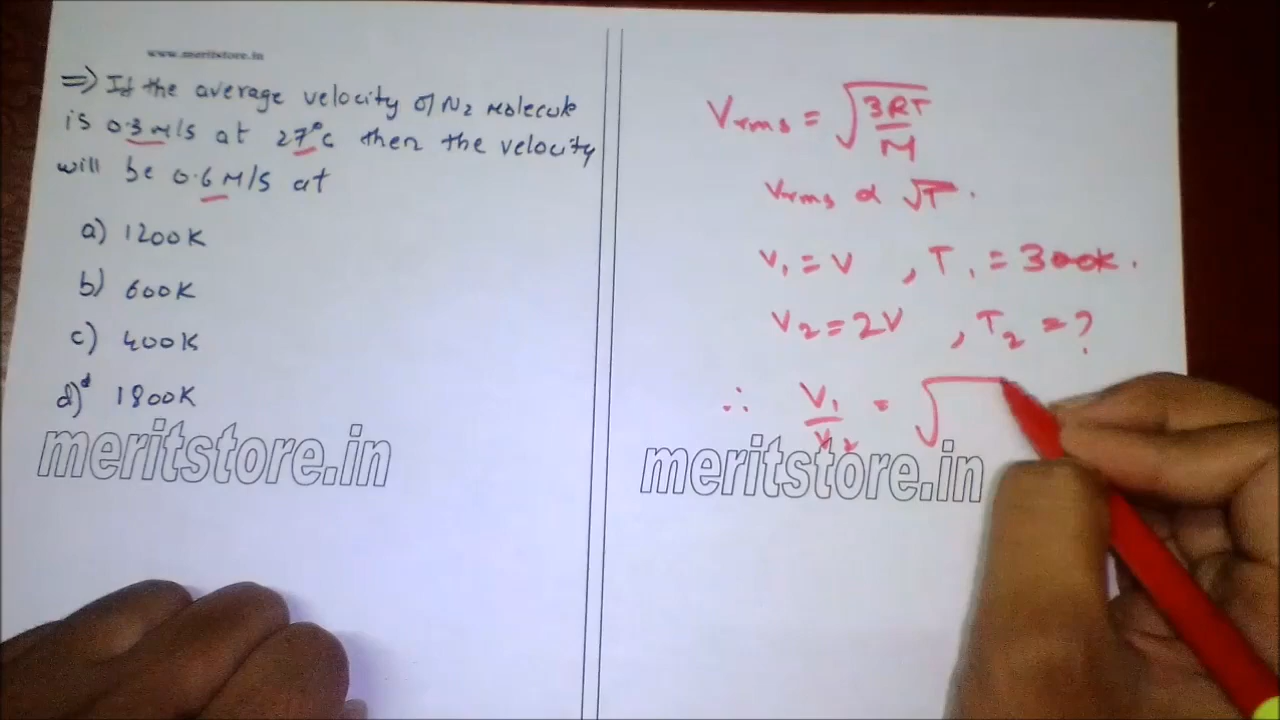 www.meritstore.in
⇒ If the average velocity of N₂ molecule
is 0.3 M/S at 27°C then the velocity
will be 0.6 M/S at
a) 1200K
b) 600K
c) 400K
d) 1800K
meritstore.in
Vrms = √3RT/M
Vrms ∝ √T.
V₁ = V , T₁ = 300K.
V₂ = 2V , T₂ = ?
∴ V₁/V₂ = √
meritstore.in